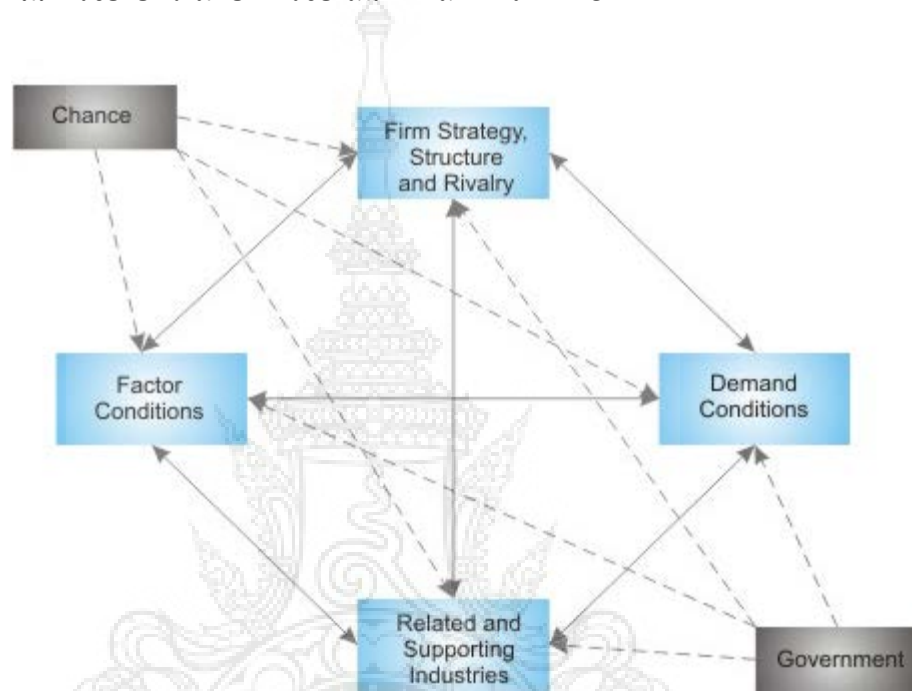 Chance
Firm Strategy,
Structure
and Rivalry
Factor
Conditions
Demand
Conditions
Related and
Supporting
Industries
Government